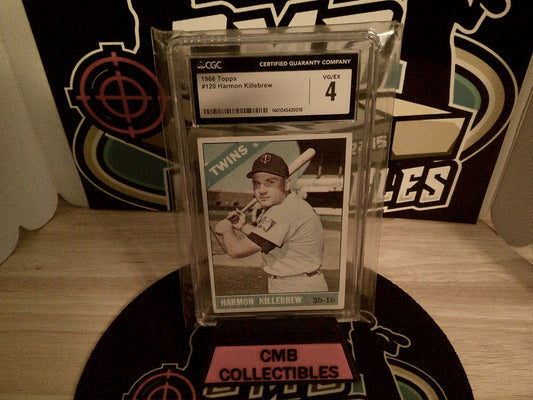 CGC
CERTIFIED GUARANTY COMPANY
1966 Topps
#120 Harmon Killebrew
VG/EX
4
TWINS
HARMON KILLEBREW
3b-1b
CMB
COLLECTIBLES